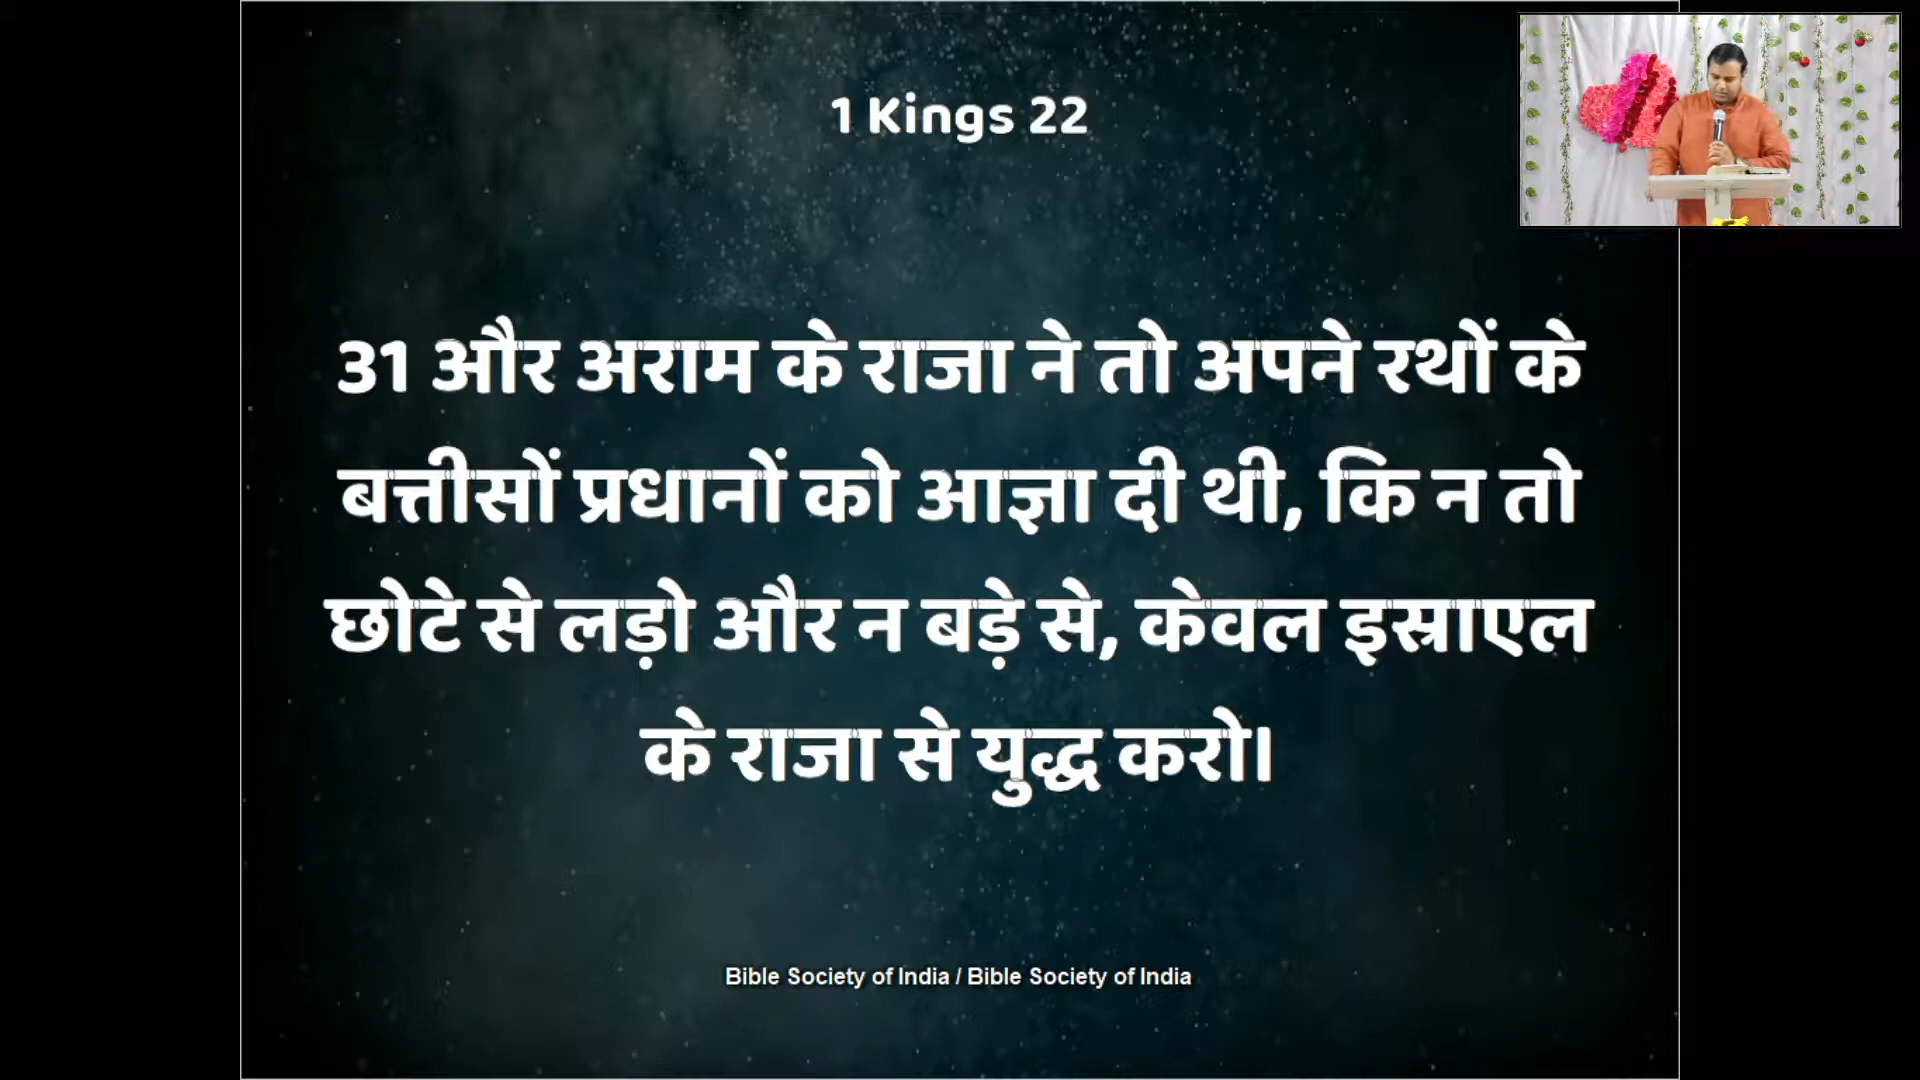 1 Kings 22
31 और अराम के राजा ने तो अपने रथों के
बत्तीसों प्रधानों को आज्ञा दी थी, कि न तो
छोटे से लड़ो और न बड़े से, केवल इस्राएल
के राजा से युद्ध करो।
Bible Society of India / Bible Society of India